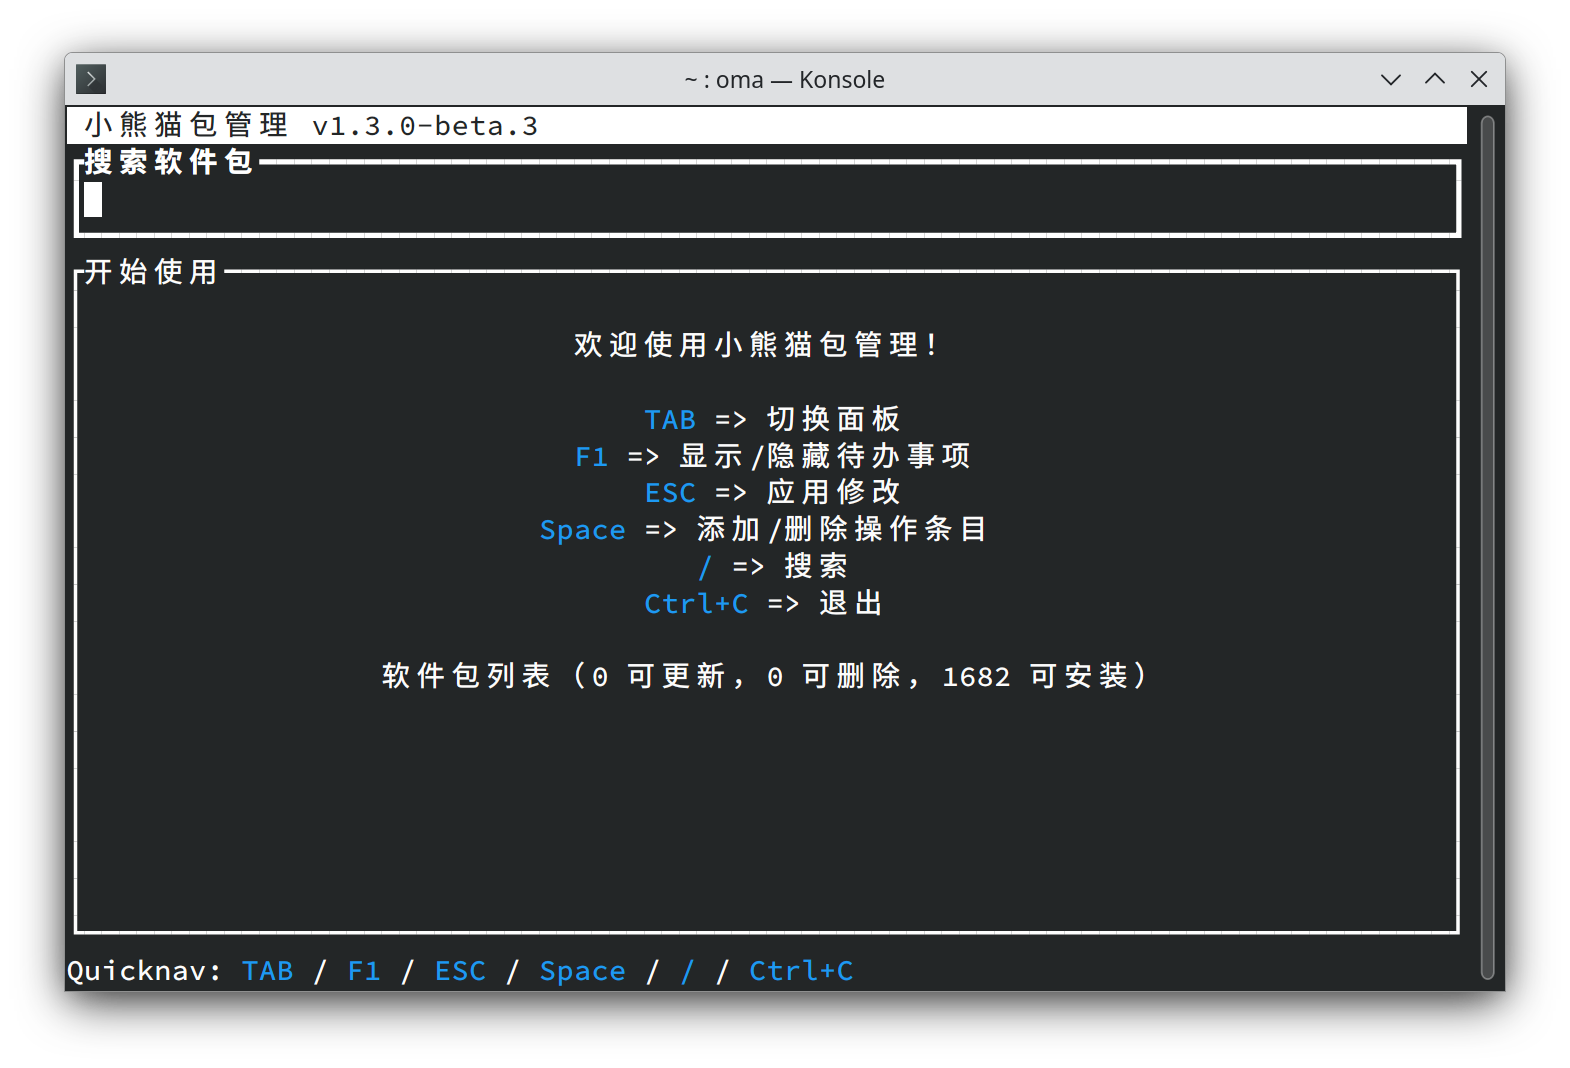 ~ : oma — Konsole
小熊猫包管理 v1.3.0-beta.3
搜索软件包
开始使用
欢迎使用小熊猫包管理！
TAB => 切换面板
F1 => 显示/隐藏待办事项
ESC => 应用修改
Space => 添加/删除操作条目
/ => 搜索
Ctrl+C => 退出
软件包列表（0 可更新，0 可删除，1682 可安装）
Quicknav: TAB / F1 / ESC / Space / / / Ctrl+C